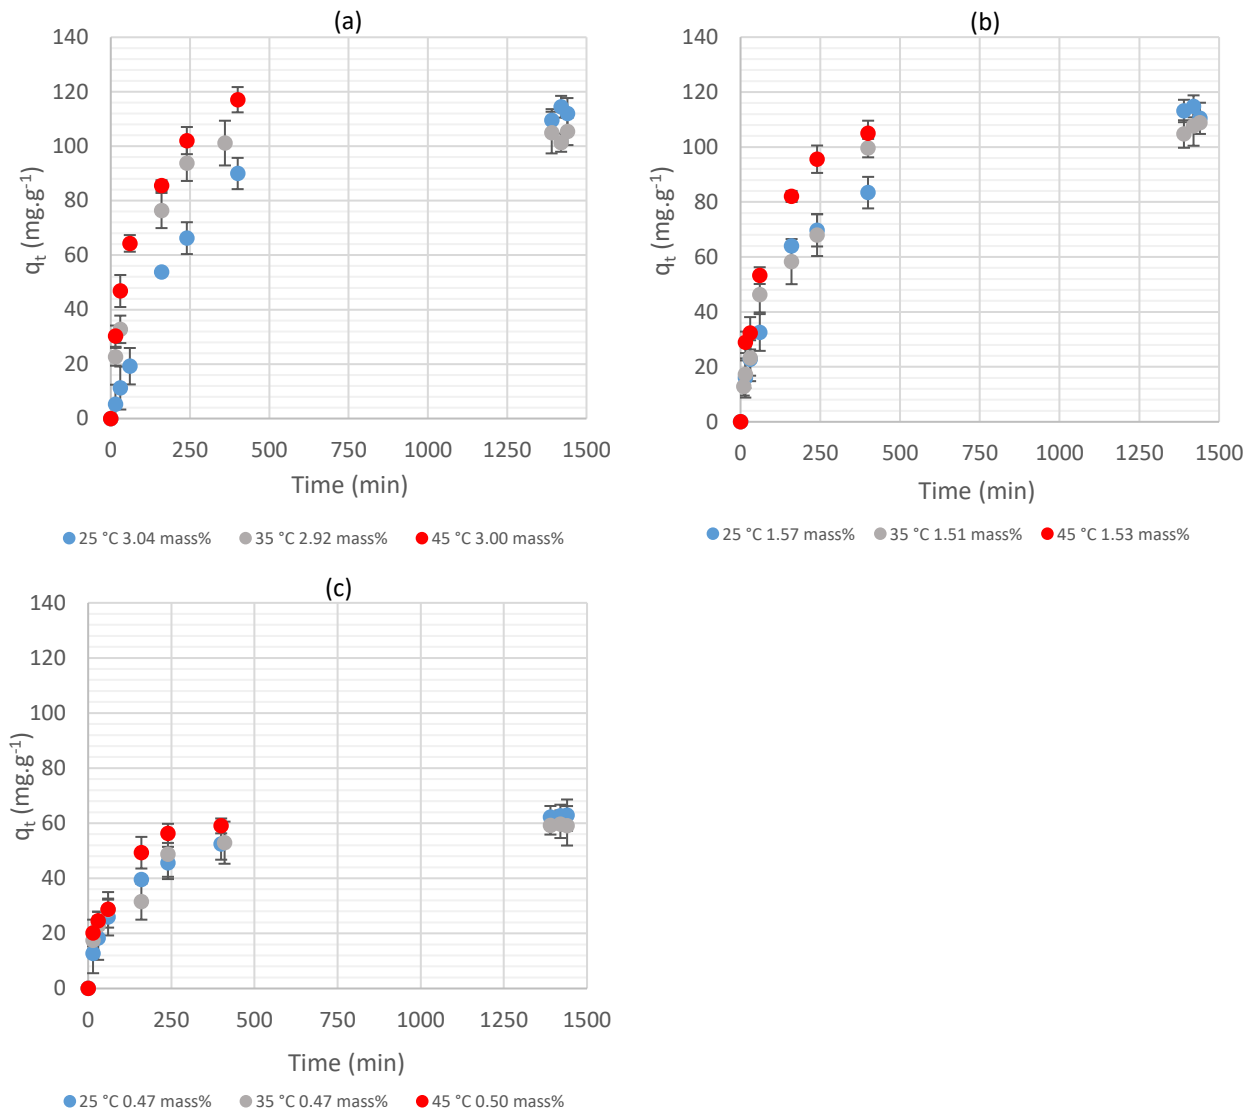 (a)
140
120
100
80
60
40
20
0
qt (mg.g-1)
0 250 500 750 1000 1250 1500
Time (min)
25 °C 3.04 mass% 35 °C 2.92 mass% 45 °C 3.00 mass%
(b)
140
120
100
80
60
40
20
0
qt (mg.g-1)
0 250 500 750 1000 1250 1500
Time (min)
25 °C 1.57 mass% 35 °C 1.51 mass% 45 °C 1.53 mass%
(c)
140
120
100
80
60
40
20
0
qt (mg.g-1)
0 250 500 750 1000 1250 1500
Time (min)
25 °C 0.47 mass% 35 °C 0.47 mass% 45 °C 0.50 mass%